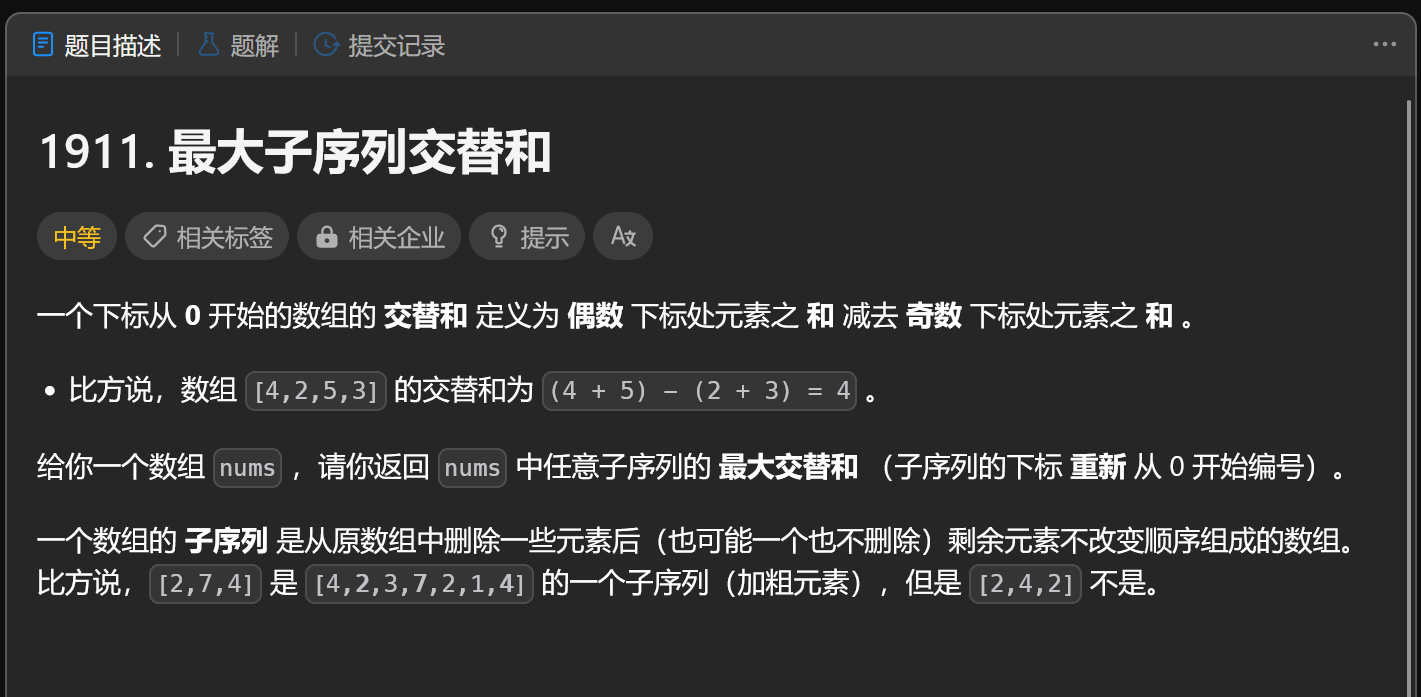 题目描述 题解 提交记录
1911. 最大子序列交替和
中等 相关标签 相关企业 提示
一个下标从 0 开始的数组的 交替和 定义为 偶数 下标处元素之 和 减去 奇数 下标处元素之 和 。
• 比方说，数组 [4,2,5,3] 的交替和为 (4 + 5) - (2 + 3) = 4 。
给你一个数组 nums ，请你返回 nums 中任意子序列的 最大交替和 （子序列的下标 重新 从 0 开始编号）。
一个数组的 子序列 是从原数组中删除一些元素后（也可能一个也不删除）剩余元素不改变顺序组成的数组。
比方说，[2,7,4] 是 [4,2,3,7,2,1,4] 的一个子序列（加粗元素），但是 [2,4,2] 不是。